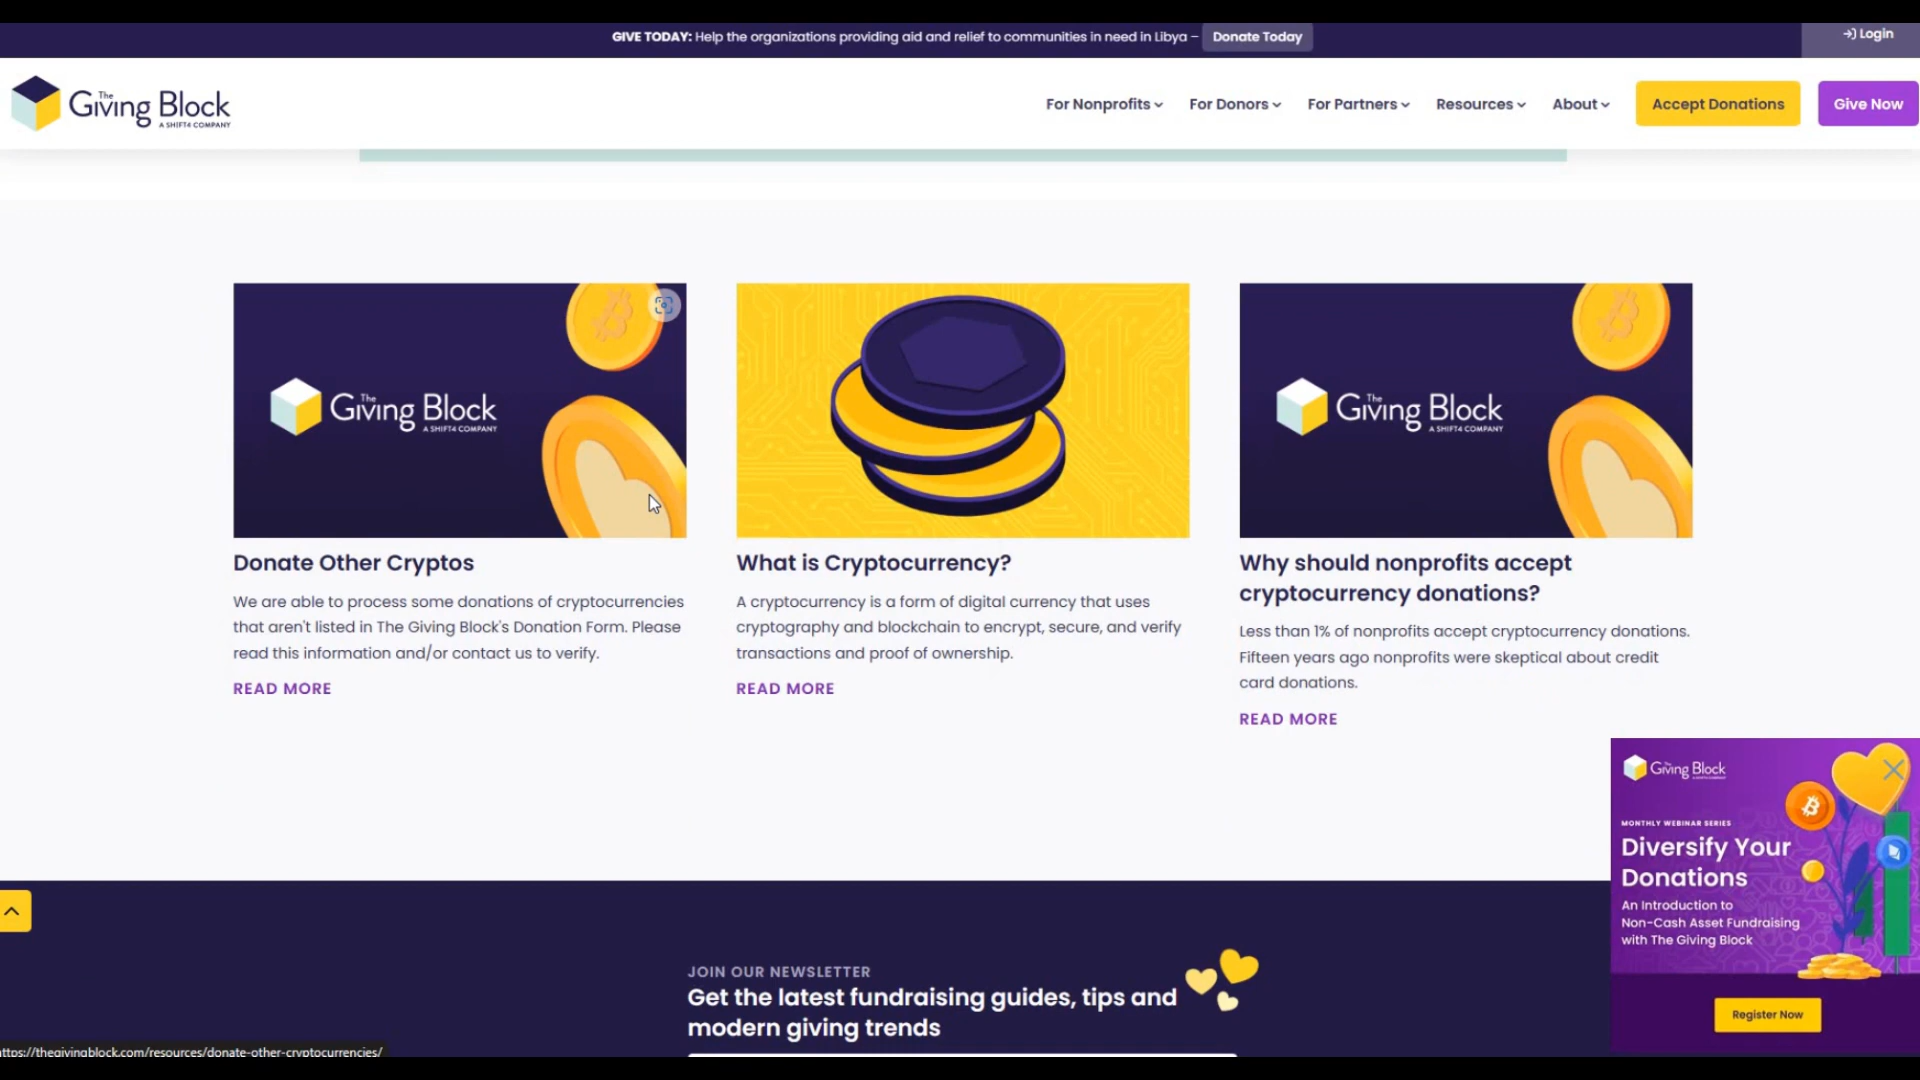 GIVE TODAY: Help the organizations providing aid and relief to communities in need in Libya – Donate Today
Login
The Giving Block
A SHIFT4 COMPANY
For Nonprofits
For Donors
For Partners
Resources
About
Accept Donations
Give Now
The Giving Block
A SHIFT4 COMPANY
The Giving Block
A SHIFT4 COMPANY
Donate Other Cryptos
We are able to process some donations of cryptocurrencies
that aren't listed in The Giving Block's Donation Form. Please
read this information and/or contact us to verify.
READ MORE
What is Cryptocurrency?
A cryptocurrency is a form of digital currency that uses
cryptography and blockchain to encrypt, secure, and verify
transactions and proof of ownership.
READ MORE
Why should nonprofits accept
cryptocurrency donations?
Less than 1% of nonprofits accept cryptocurrency donations.
Fifteen years ago nonprofits were skeptical about credit
card donations.
READ MORE
The Giving Block
MONTHLY WEBINAR SERIES
Diversify Your
Donations
An Introduction to
Non-Cash Asset Fundraising
with The Giving Block
Register Now
JOIN OUR NEWSLETTER
Get the latest fundraising guides, tips and
modern giving trends
ttps://thegivingblock.com/resources/donate-other-cryptocurrencies/